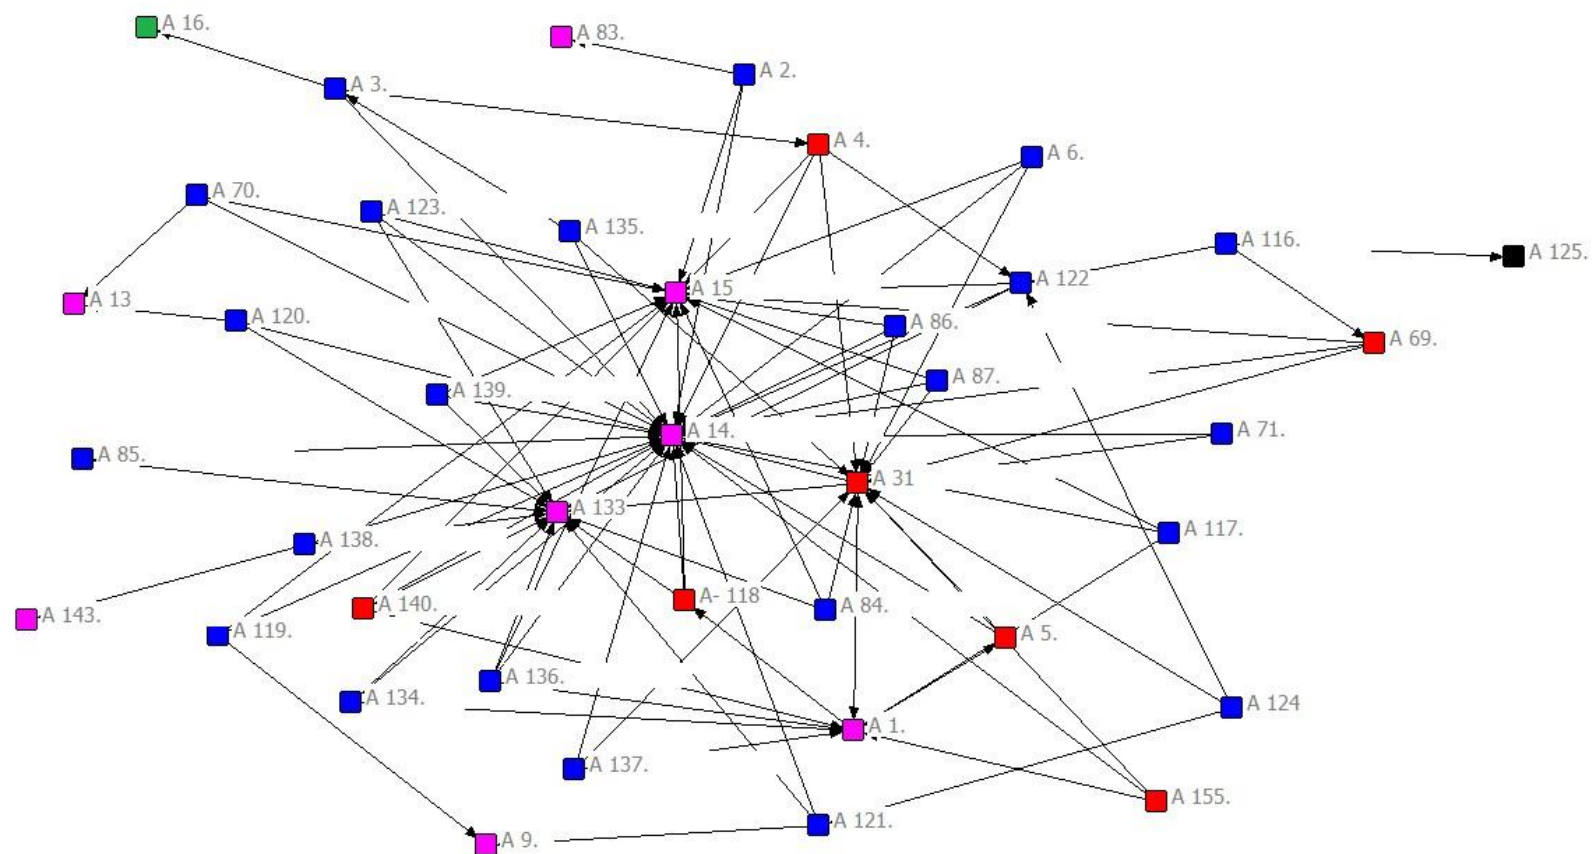 A 16.
A 83.
A 2.
A 3.
A 4.
A 6.
A 70.
A 123.
A 135.
A 116.
A 125.
A 122
A 15
A 13
A 120.
A 86.
A 69.
A 87.
A 139.
A 14.
A 71.
A 85.
A 31
A 133
A 117.
A 138.
A- 118
A 140.
A 84.
A 143.
A 119.
A 5.
A 136.
A 134.
A 124
A 1.
A 137.
A 155.
A 121.
A 9.